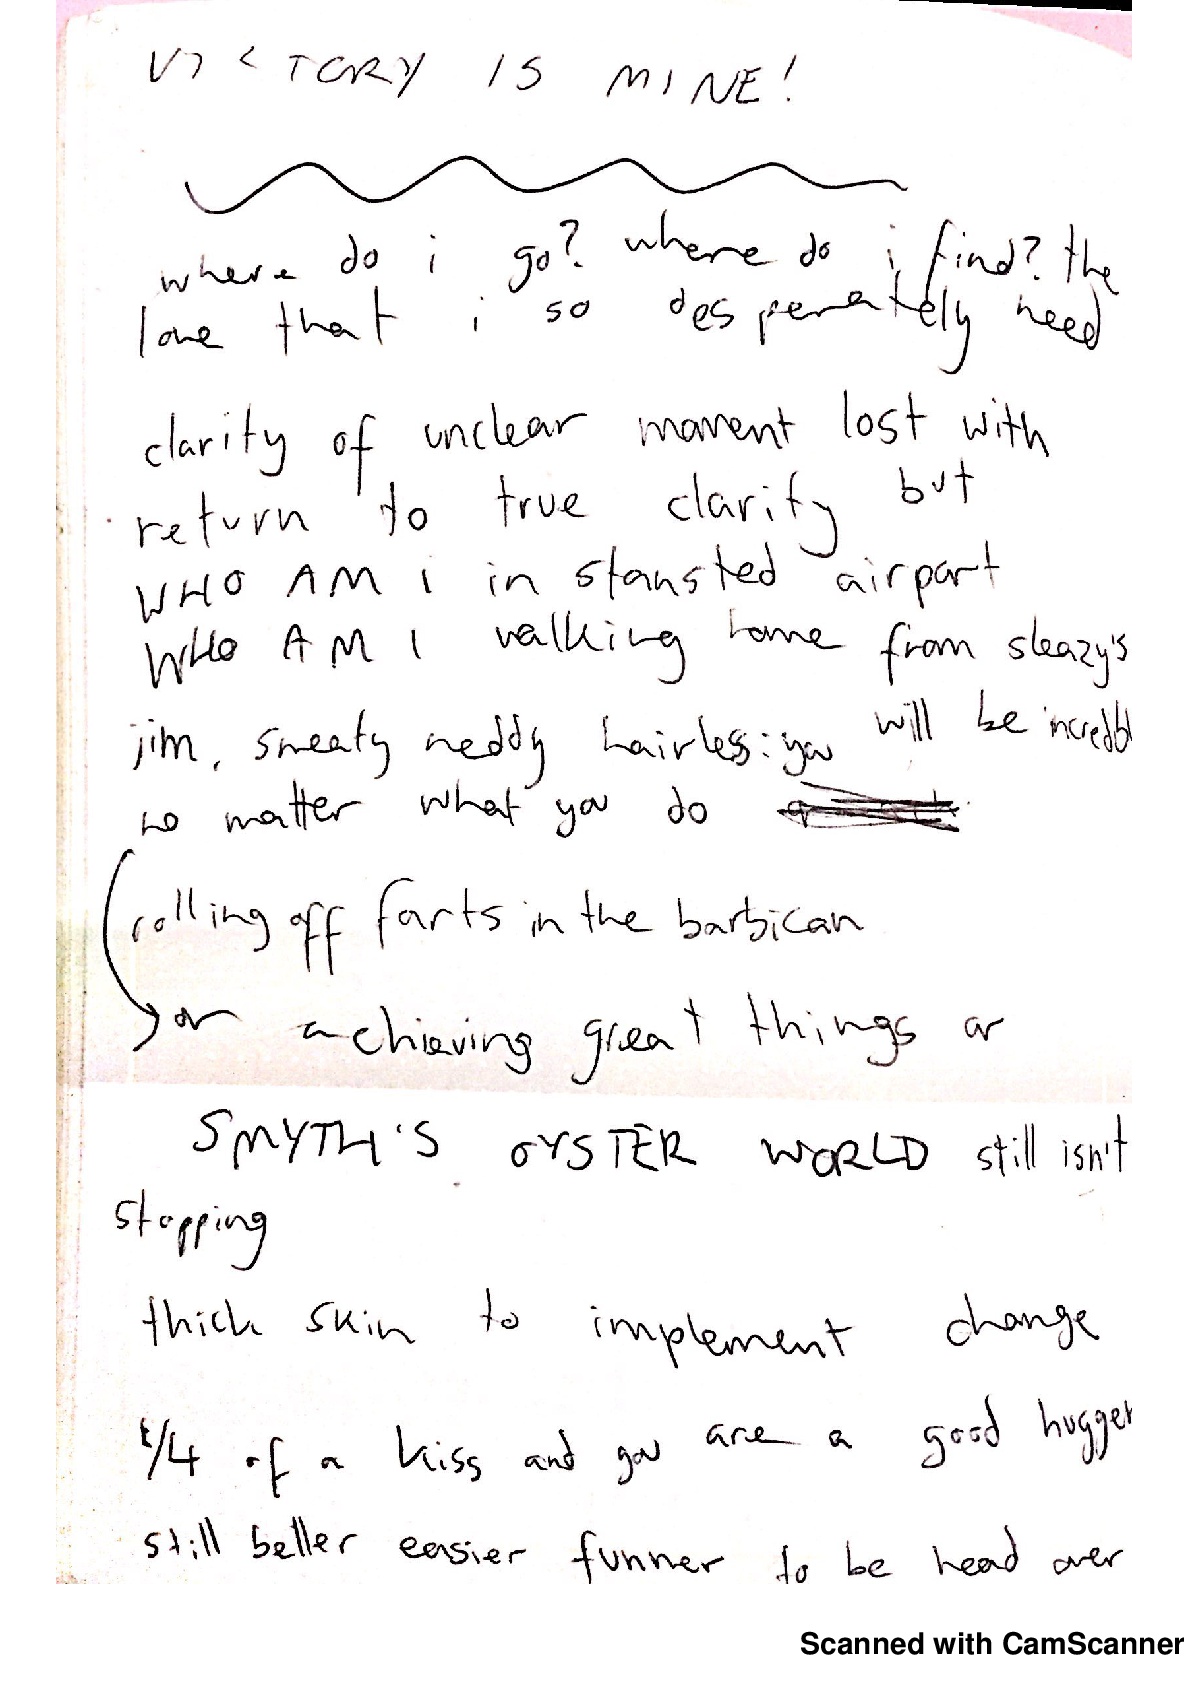 VICTORY IS MINE!
where do i go? where do i find? the
love that i so desperately need
clarity of unclear moment lost with
return to true clarity but
WHO AM I in stansted airport
WHO AM I walking home from sleazy's
jim, sweaty neddy hairless: you will be incredbl
no matter what you do
rolling off farts in the barbican
or achieving great things or
SMYTH'S OYSTER WORLD still isn't
stopping
thick skin to implement change
1/4 of a kiss and you are a good hugger
still better easier funner to be head over
Scanned with CamScanner